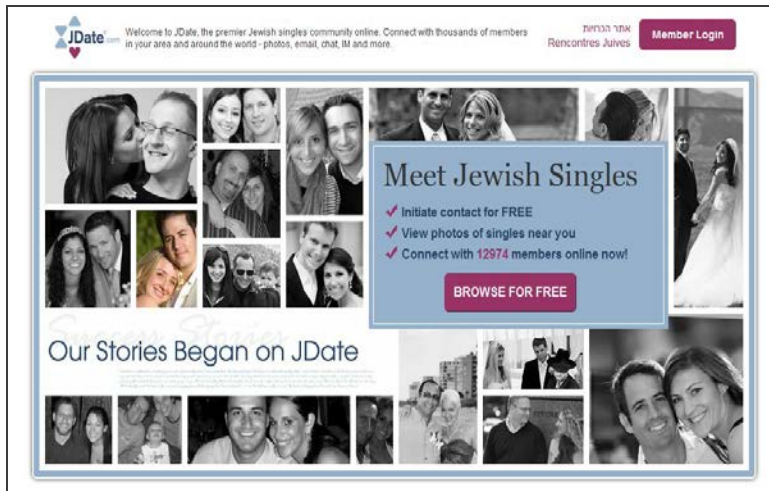 JDate.com
Welcome to JDate, the premier Jewish singles community online. Connect with thousands of members
in your area and around the world - photos, email, chat, IM and more.
אתר הכרויות
Rencontres Juives
Member Login
Meet Jewish Singles
✓ Initiate contact for FREE
✓ View photos of singles near you
✓ Connect with 12974 members online now!
BROWSE FOR FREE
Success Stories
Our Stories Began on JDate